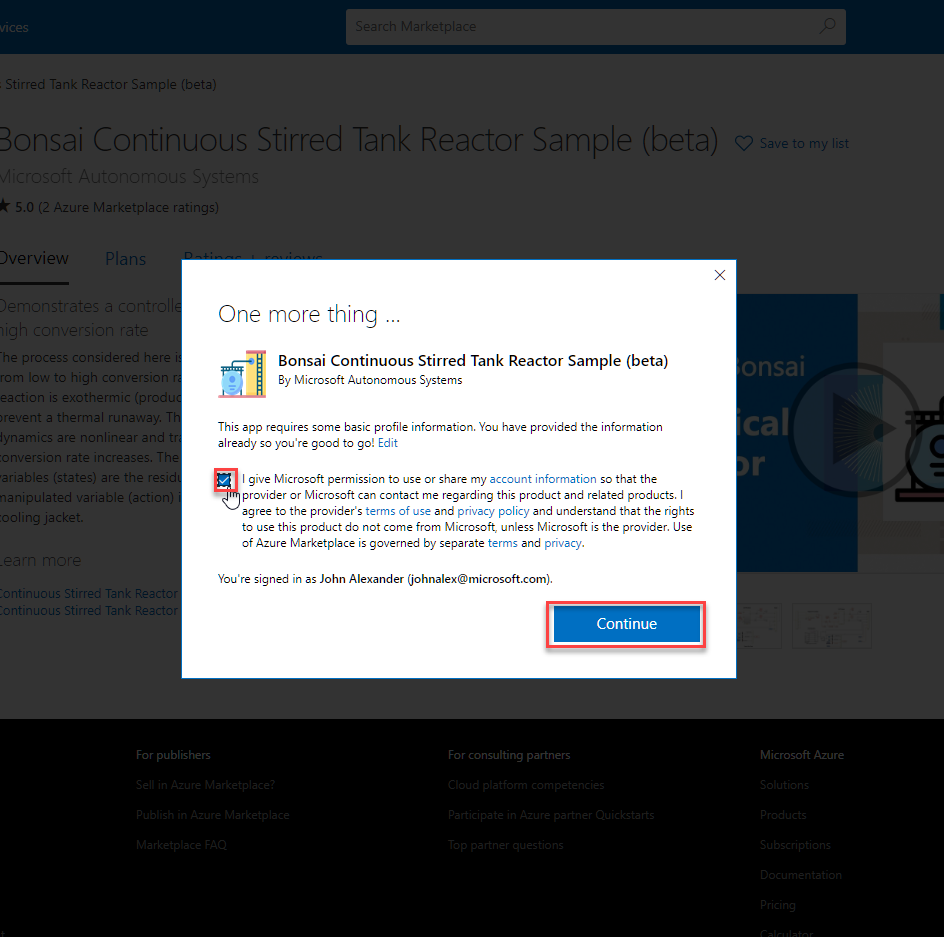 vices
Search Marketplace
Stirred Tank Reactor Sample (beta)
Bonsai Continuous Stirred Tank Reactor Sample (beta)
Save to my list
Microsoft Autonomous Systems
5.0 (2 Azure Marketplace ratings)
Overview
Plans
Ratings + reviews
Demonstrates a controlle
high conversion rate
The process considered here is
from low to high conversion ra
reaction is exothermic (produc
prevent a thermal runaway. Th
dynamics are nonlinear and tra
conversion rate increases. The
variables (states) are the residu
manipulated variable (action) i
cooling jacket.
Learn more
Continuous Stirred Tank Reactor
Continuous Stirred Tank Reactor
onsai
ical
or
One more thing ...
Bonsai Continuous Stirred Tank Reactor Sample (beta)
By Microsoft Autonomous Systems
This app requires some basic profile information. You have provided the information
already so you're good to go! Edit
I give Microsoft permission to use or share my account information so that the
provider or Microsoft can contact me regarding this product and related products. I
agree to the provider's terms of use and privacy policy and understand that the rights
to use this product do not come from Microsoft, unless Microsoft is the provider. Use
of Azure Marketplace is governed by separate terms and privacy.
You're signed in as John Alexander (johnalex@microsoft.com).
Continue
For publishers
Sell in Azure Marketplace?
Publish in Azure Marketplace
Marketplace FAQ
For consulting partners
Cloud platform competencies
Participate in Azure partner Quickstarts
Top partner questions
Microsoft Azure
Solutions
Products
Subscriptions
Documentation
Pricing
Calculator